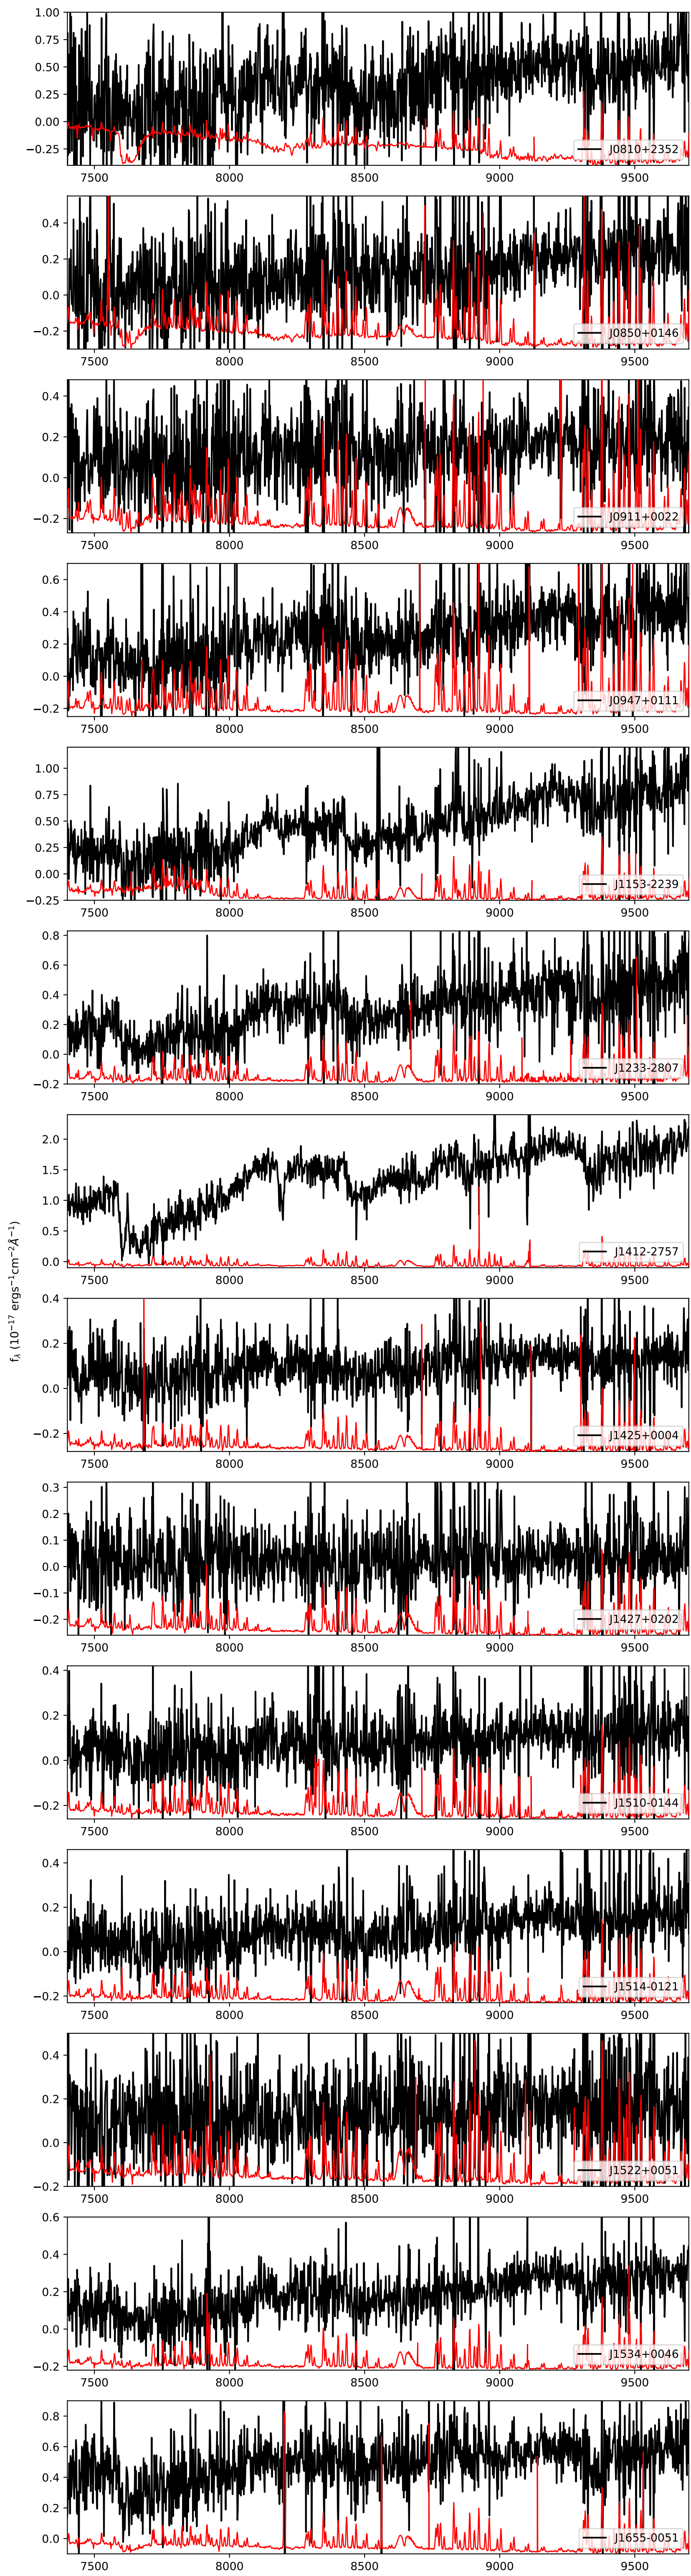 1.00
0.75
0.50
0.25
0.00
−0.25
7500 8000 8500 9000 9500
J0810+2352
0.4
0.2
0.0
−0.2
7500 8000 8500 9000 9500
J0850+0146
0.4
0.2
0.0
−0.2
7500 8000 8500 9000 9500
J0911+0022
0.6
0.4
0.2
0.0
−0.2
7500 8000 8500 9000 9500
J0947+0111
1.00
0.75
0.50
0.25
0.00
−0.25
7500 8000 8500 9000 9500
J1153-2239
0.8
0.6
0.4
0.2
0.0
−0.2
7500 8000 8500 9000 9500
J1233-2807
2.0
1.5
1.0
0.5
0.0
7500 8000 8500 9000 9500
J1412-2757
fλ (10⁻¹⁷ ergs⁻¹cm⁻²Å⁻¹)
0.4
0.2
0.0
−0.2
7500 8000 8500 9000 9500
J1425+0004
0.3
0.2
0.1
0.0
−0.1
−0.2
7500 8000 8500 9000 9500
J1427+0202
0.4
0.2
0.0
−0.2
7500 8000 8500 9000 9500
J1510-0144
0.4
0.2
0.0
−0.2
7500 8000 8500 9000 9500
J1514-0121
0.4
0.2
0.0
−0.2
7500 8000 8500 9000 9500
J1522+0051
0.6
0.4
0.2
0.0
−0.2
7500 8000 8500 9000 9500
J1534+0046
0.8
0.6
0.4
0.2
0.0
7500 8000 8500 9000 9500
J1655-0051